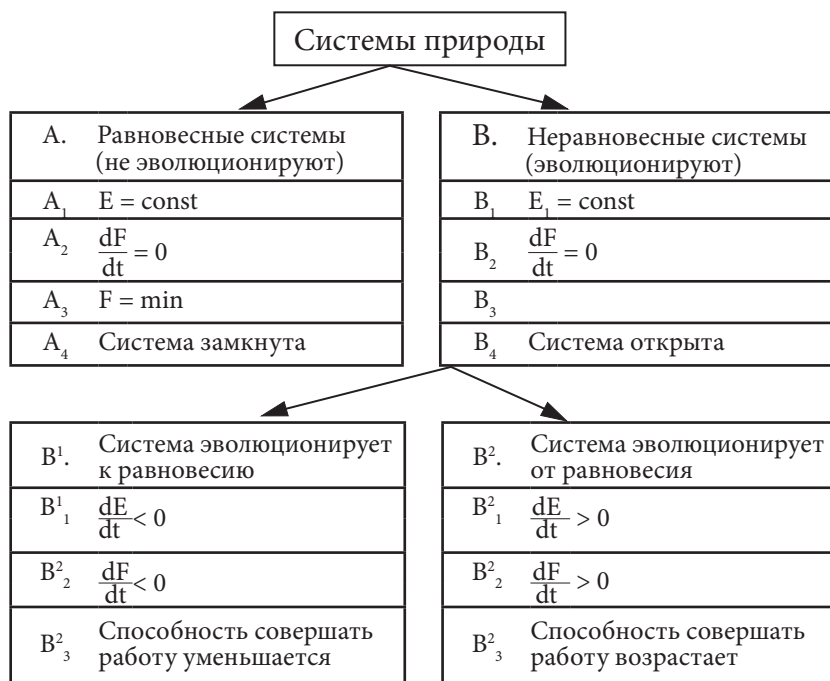 Системы природы
A. Равновесные системы
(не эволюционируют)
A₁ E = const
A₂ dF/dt = 0
A₃ F = min
A₄ Система замкнута
B. Неравновесные системы
(эволюционируют)
B₁ E₁ = const
B₂ dF/dt = 0
B₃
B₄ Система открыта
B¹. Система эволюционирует
к равновесию
B¹₁ dE/dt < 0
B²₂ dF/dt < 0
B²₃ Способность совершать
работу уменьшается
B². Система эволюционирует
от равновесия
B²₁ dE/dt > 0
B²₂ dF/dt > 0
B²₃ Способность совершать
работу возрастает